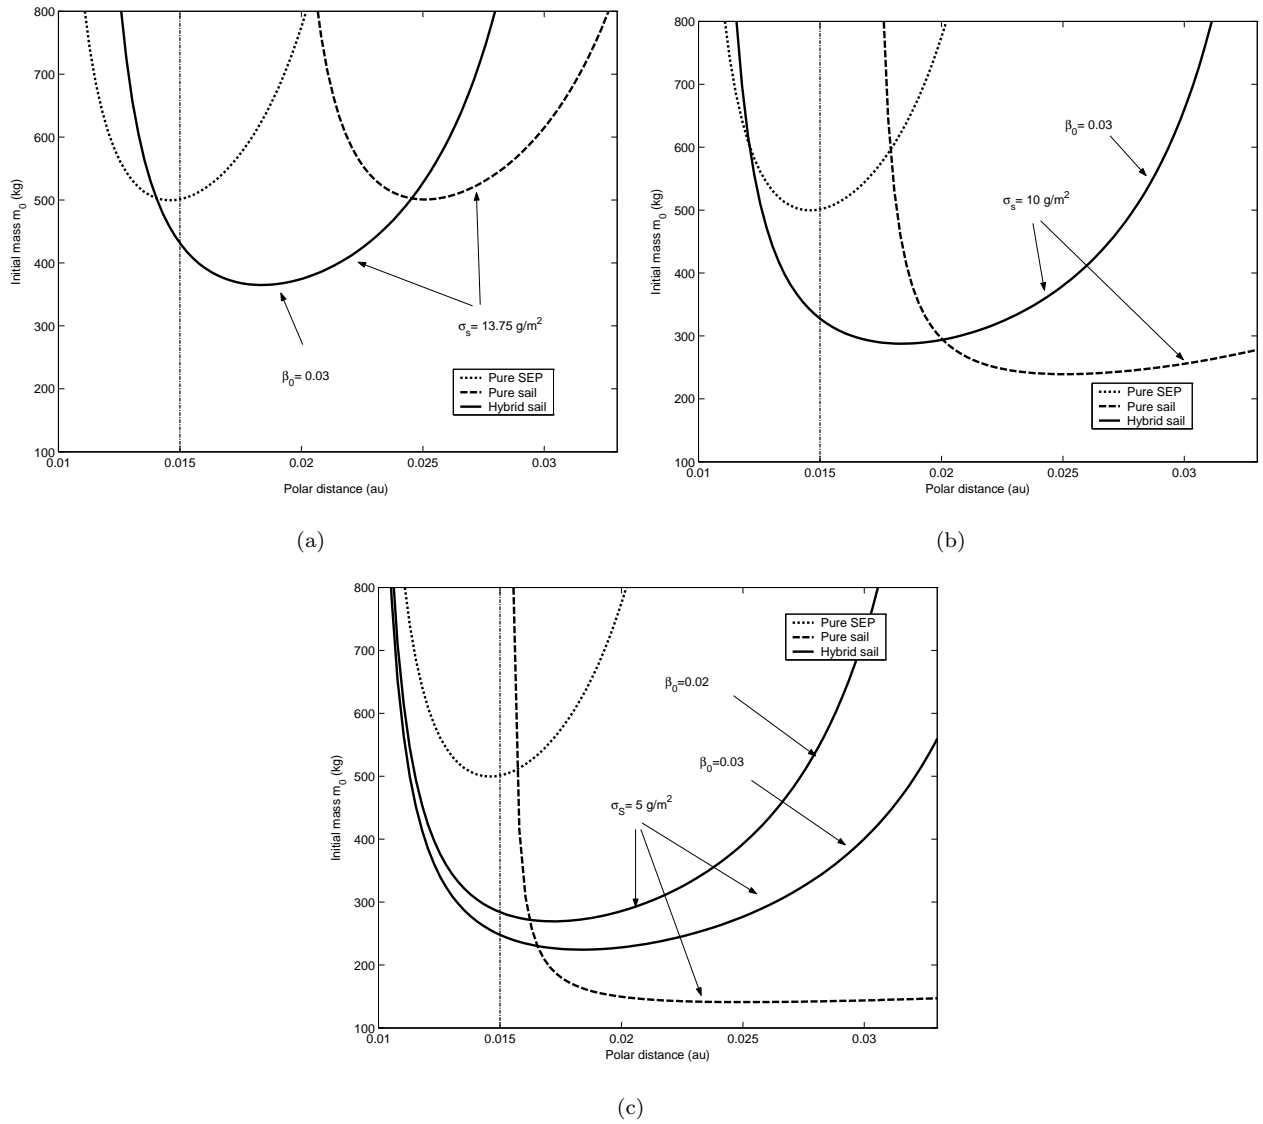 800
700
600
500
400
300
200
100
Initial mass m0 (kg)
0.01
0.015
0.02
0.025
0.03
Polar distance (au)
σs= 13.75 g/m2
β0= 0.03
Pure SEP
Pure sail
Hybrid sail
(a)
800
700
600
500
400
300
200
100
Initial mass m0 (kg)
0.01
0.015
0.02
0.025
0.03
Polar distance (au)
β0= 0.03
σs= 10 g/m2
Pure SEP
Pure sail
Hybrid sail
(b)
800
700
600
500
400
300
200
100
Initial mass m0 (kg)
0.01
0.015
0.02
0.025
0.03
Polar distance (au)
Pure SEP
Pure sail
Hybrid sail
β0=0.02
β0=0.03
σS= 5 g/m2
(c)